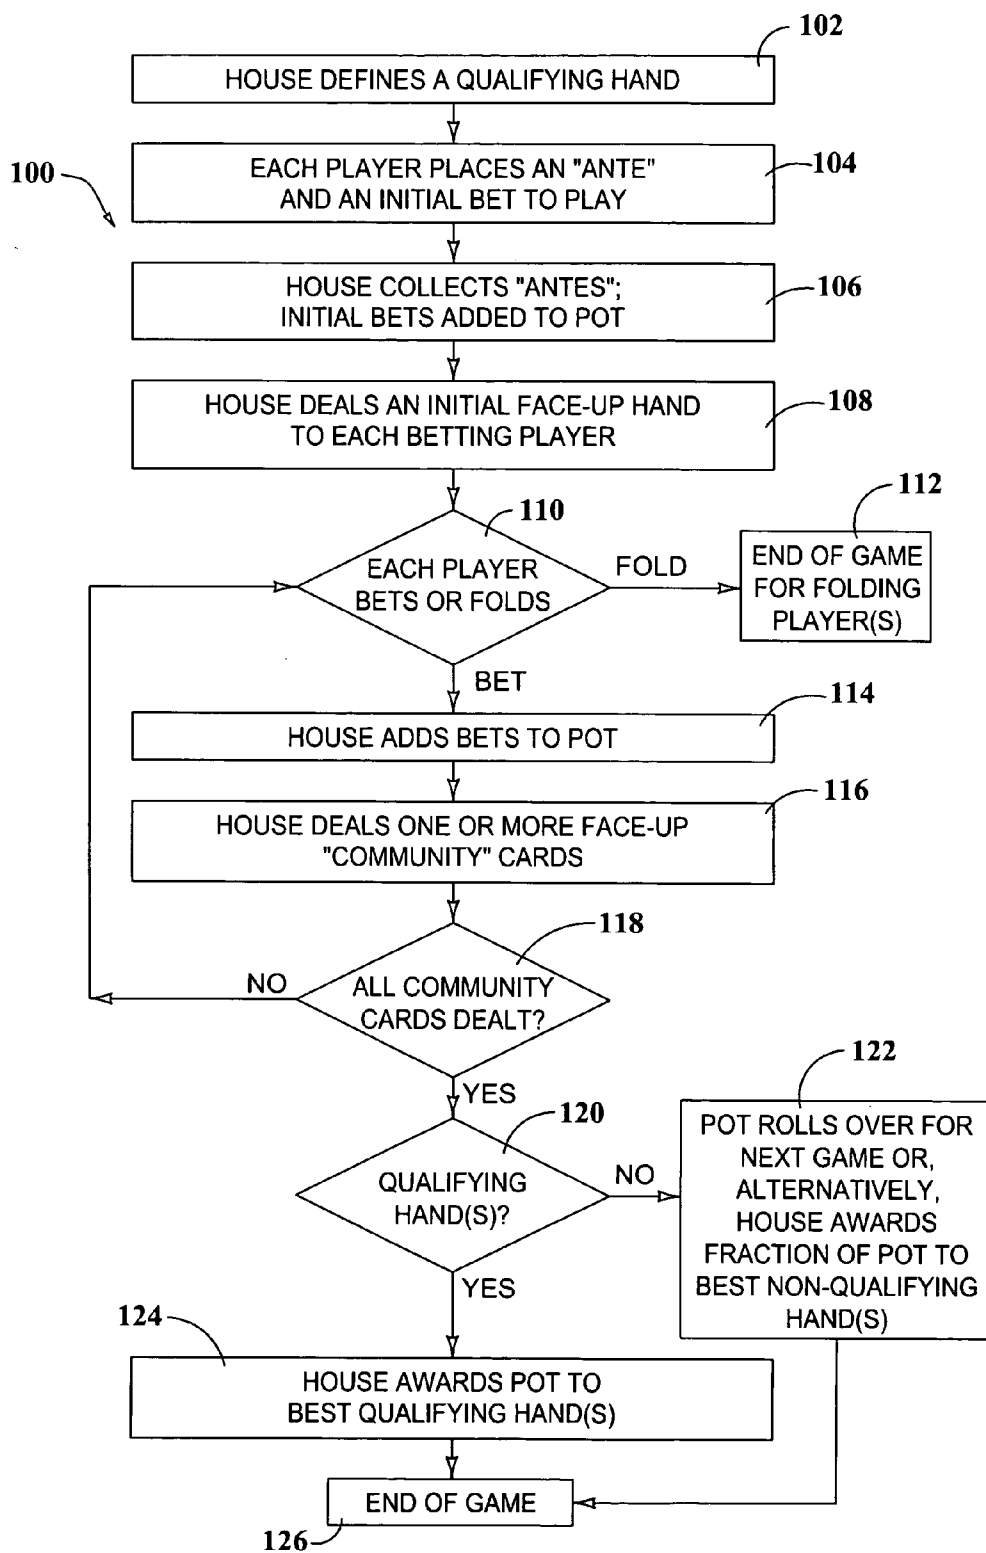 102
HOUSE DEFINES A QUALIFYING HAND
100
EACH PLAYER PLACES AN "ANTE"
AND AN INITIAL BET TO PLAY
104
HOUSE COLLECTS "ANTES";
INITIAL BETS ADDED TO POT
106
HOUSE DEALS AN INITIAL FACE-UP HAND
TO EACH BETTING PLAYER
108
110
EACH PLAYER
BETS OR FOLDS
FOLD
112
END OF GAME
FOR FOLDING
PLAYER(S)
BET
114
HOUSE ADDS BETS TO POT
116
HOUSE DEALS ONE OR MORE FACE-UP
"COMMUNITY" CARDS
118
ALL COMMUNITY
CARDS DEALT?
NO
YES
120
QUALIFYING
HAND(S)?
NO
122
POT ROLLS OVER FOR
NEXT GAME OR,
ALTERNATIVELY,
HOUSE AWARDS
FRACTION OF POT TO
BEST NON-QUALIFYING
HAND(S)
YES
124
HOUSE AWARDS POT TO
BEST QUALIFYING HAND(S)
END OF GAME
126